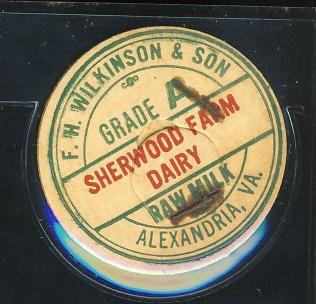 F. H. WILKINSON & SON
GRADE A
SHERWOOD FARM
DAIRY
RAW MILK
ALEXANDRIA, VA.